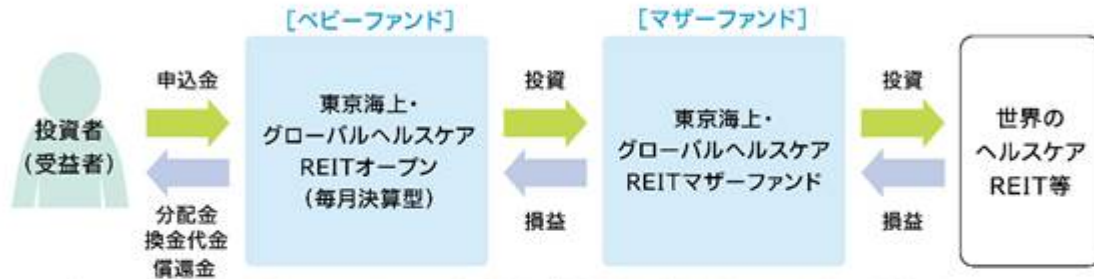 [ベビーファンド]
[マザーファンド]
申込金
投資者
(受益者)
分配金
換金代金
償還金
東京海上・
グローバルヘルスケア
REITオープン
(毎月決算型)
投資
損益
東京海上・
グローバルヘルスケア
REITマザーファンド
投資
損益
世界の
ヘルスケア
REIT等